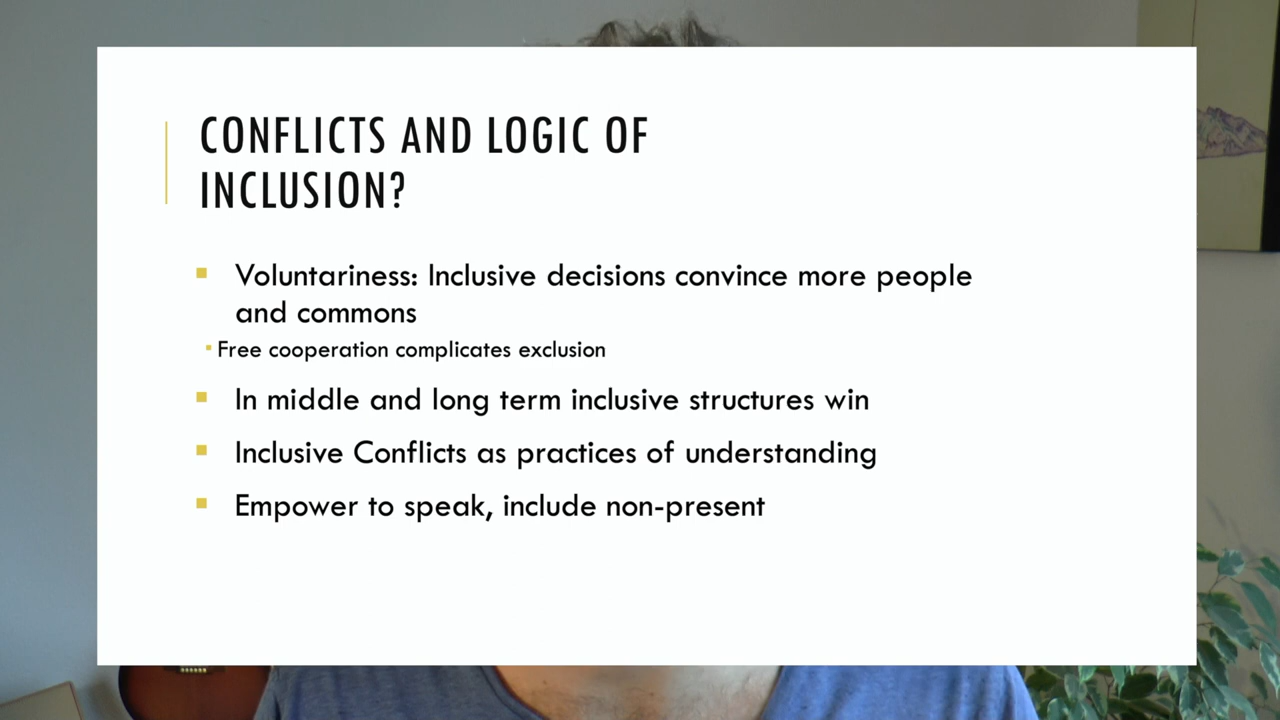 CONFLICTS AND LOGIC OF
INCLUSION?
Voluntariness: Inclusive decisions convince more people
and commons
Free cooperation complicates exclusion
In middle and long term inclusive structures win
Inclusive Conflicts as practices of understanding
Empower to speak, include non-present